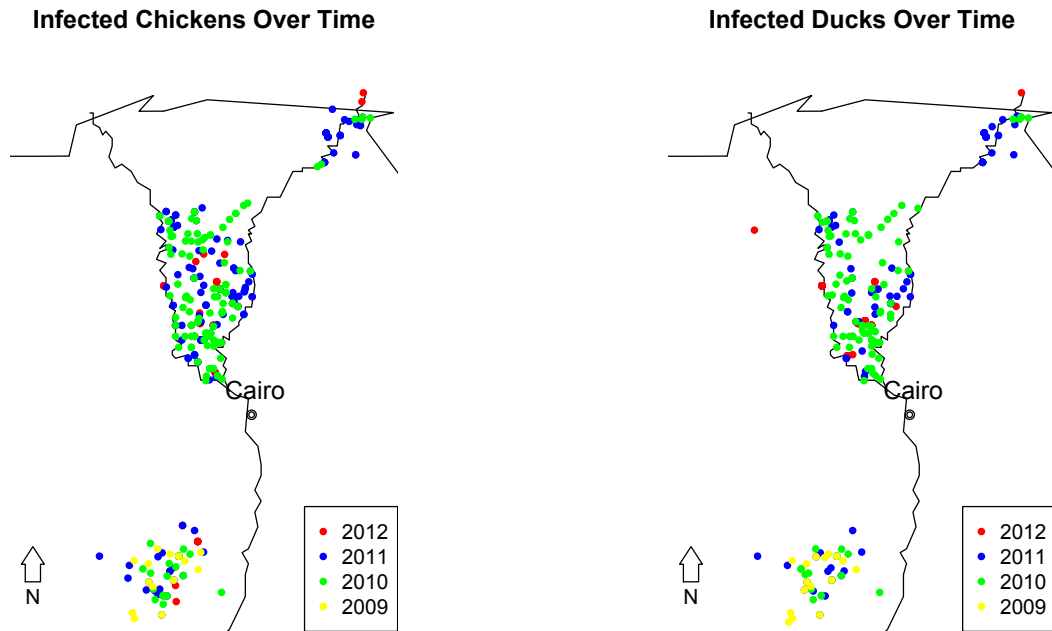 Infected Chickens Over Time
Cairo
N
2012
2011
2010
2009
Infected Ducks Over Time
Cairo
N
2012
2011
2010
2009